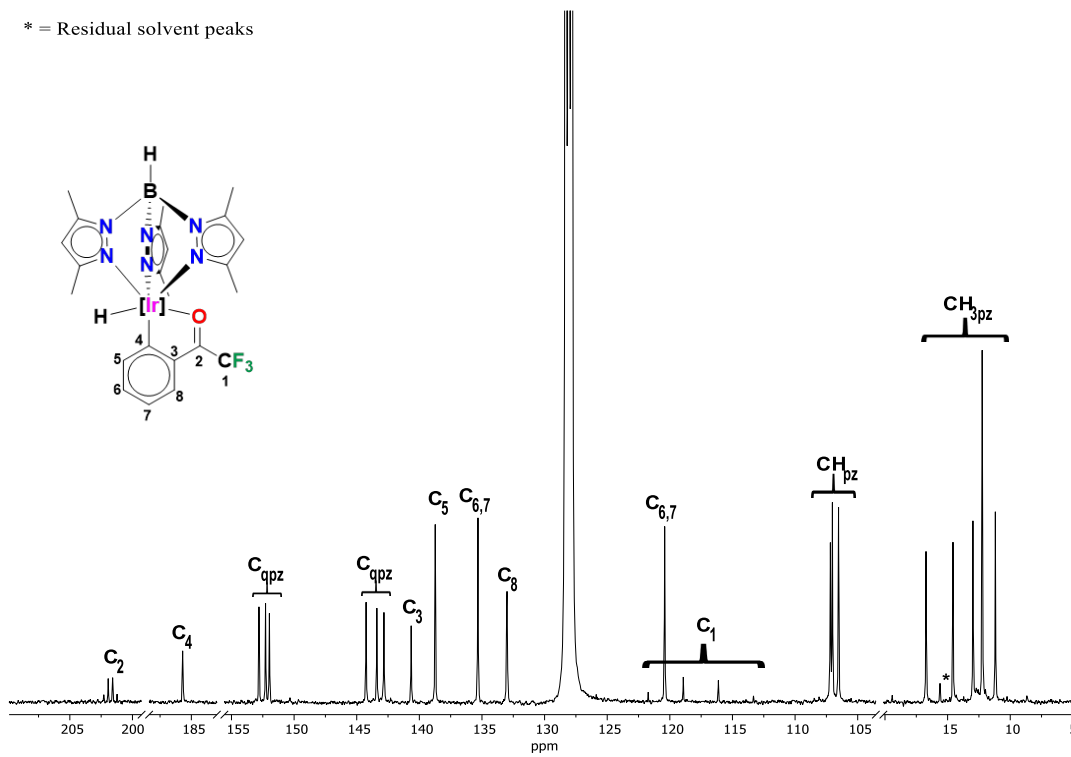 * = Residual solvent peaks
H
B
N N N
N N N
H [Ir] O
4 3 2 CF3
5 1
6 8
7
C2
C4
Cqpz
Cqpz
C3
C5
C6,7
C8
C6,7
C1
CHpz
CH3pz
*
205 200 185 155 150 145 140 135 130 125 120 115 110 105 15 10 5
ppm